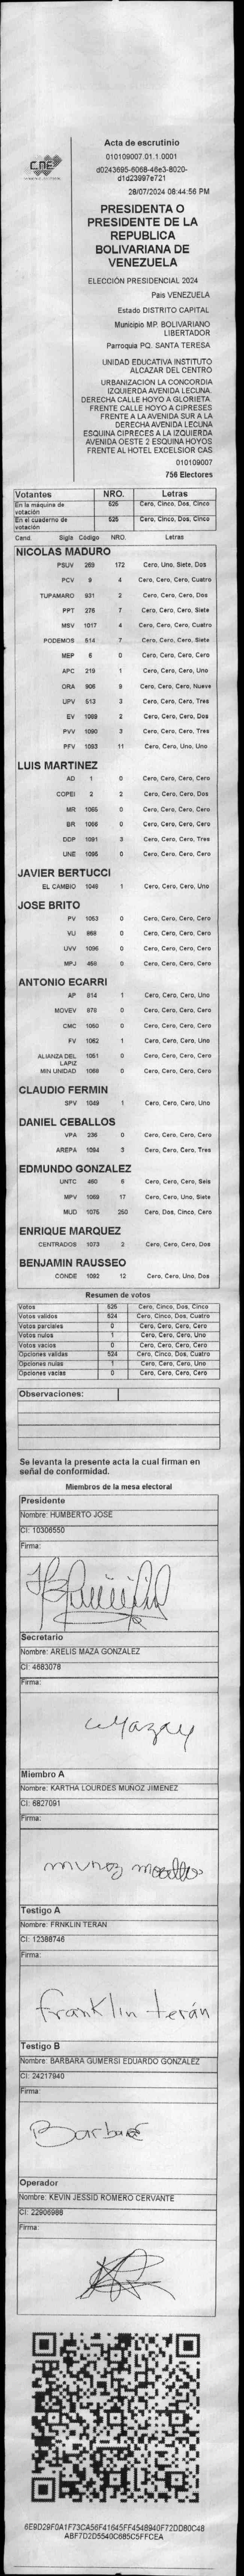 CNE
Acta de escrutinio
010109007.01.1.0001
d0243695-6068-46e3-8020-
d1d23997e721
28/07/2024 08:44:56 PM
PRESIDENTA O
PRESIDENTE DE LA
REPUBLICA
BOLIVARIANA DE
VENEZUELA
ELECCIÓN PRESIDENCIAL 2024
País VENEZUELA
Estado DISTRITO CAPITAL
Municipio MP. BOLIVARIANO
LIBERTADOR
Parroquia PQ. SANTA TERESA
UNIDAD EDUCATIVA INSTITUTO
ALCAZAR DEL CENTRO
URBANIZACIÓN LA CONCORDIA
IZQUIERDA AVENIDA LECUNA.
DERECHA CALLE HOYO A GLORIETA
FRENTE CALLE HOYO A CIPRESES
FRENTE A LA AVENIDA SUR A LA
DERECHA AVENIDA LECUNA
ESQUINA CIPRECES A LA IZQUIERDA
AVENIDA OESTE 2 ESQUINA HOYOS
FRENTE AL HOTEL EXCELSIOR CAS
010109007
756 Electores
Votantes NRO. Letras
En la máquina de votación 525 Cero, Cinco, Dos, Cinco
En el cuaderno de votación 525 Cero, Cinco, Dos, Cinco
Cand. Sigla Código NRO. Letras
NICOLAS MADURO
PSUV 269 172 Cero, Uno, Siete, Dos
PCV 9 4 Cero, Cero, Cero, Cuatro
TUPAMARO 931 2 Cero, Cero, Cero, Dos
PPT 276 7 Cero, Cero, Cero, Siete
MSV 1017 4 Cero, Cero, Cero, Cuatro
PODEMOS 514 7 Cero, Cero, Cero, Siete
MEP 6 0 Cero, Cero, Cero, Cero
APC 219 1 Cero, Cero, Cero, Uno
ORA 906 9 Cero, Cero, Cero, Nueve
UPV 513 3 Cero, Cero, Cero, Tres
EV 1089 2 Cero, Cero, Cero, Dos
PVV 1090 3 Cero, Cero, Cero, Tres
PFV 1093 11 Cero, Cero, Uno, Uno
LUIS MARTINEZ
AD 1 0 Cero, Cero, Cero, Cero
COPEI 2 2 Cero, Cero, Cero, Dos
MR 1065 0 Cero, Cero, Cero, Cero
BR 1066 0 Cero, Cero, Cero, Cero
DDP 1091 3 Cero, Cero, Cero, Tres
UNE 1095 0 Cero, Cero, Cero, Cero
JAVIER BERTUCCI
EL CAMBIO 1046 1 Cero, Cero, Cero, Uno
JOSE BRITO
PV 1053 0 Cero, Cero, Cero, Cero
VU 868 0 Cero, Cero, Cero, Cero
UVV 1096 0 Cero, Cero, Cero, Cero
MPJ 458 0 Cero, Cero, Cero, Cero
ANTONIO ECARRI
AP 814 1 Cero, Cero, Cero, Uno
MOVEV 878 0 Cero, Cero, Cero, Cero
CMC 1050 0 Cero, Cero, Cero, Cero
FV 1062 1 Cero, Cero, Cero, Uno
ALIANZA DEL LAPIZ 1051 0 Cero, Cero, Cero, Cero
MIN UNIDAD 1068 0 Cero, Cero, Cero, Cero
CLAUDIO FERMIN
SPV 1049 1 Cero, Cero, Cero, Uno
DANIEL CEBALLOS
VPA 236 0 Cero, Cero, Cero, Cero
AREPA 1094 3 Cero, Cero, Cero, Tres
EDMUNDO GONZALEZ
UNTC 460 6 Cero, Cero, Cero, Seis
MPV 1069 17 Cero, Cero, Uno, Siete
MUD 1075 250 Cero, Dos, Cinco, Cero
ENRIQUE MARQUEZ
CENTRADOS 1073 2 Cero, Cero, Cero, Dos
BENJAMIN RAUSSEO
CONDE 1092 12 Cero, Cero, Uno, Dos
Resumen de votos
Votos 525 Cero, Cinco, Dos, Cinco
Votos validos 524 Cero, Cinco, Dos, Cuatro
Votos parciales 0 Cero, Cero, Cero, Cero
Votos nulos 1 Cero, Cero, Cero, Uno
Votos vacíos 0 Cero, Cero, Cero, Cero
Opciones validas 524 Cero, Cinco, Dos, Cuatro
Opciones nulas 1 Cero, Cero, Cero, Uno
Opciones vacías 0 Cero, Cero, Cero, Cero
Observaciones:
Se levanta la presente acta la cual firman en
señal de conformidad.
Miembros de la mesa electoral
Presidente
Nombre: HUMBERTO JOSE
CI: 10306550
Firma:
Secretario
Nombre: ARELIS MAZA GONZALEZ
CI: 4683078
Firma:
Miembro A
Nombre: KARTHA LOURDES MUÑOZ JIMENEZ
CI: 6827091
Firma:
munoz
Testigo A
Nombre: FRNKLIN TERAN
CI: 12388746
Firma:
franklin terán
Testigo B
Nombre: BARBARA GUMERSI EDUARDO GONZALEZ
CI: 24217940
Firma:
Barbara
Operador
Nombre: KEVIN JESSID ROMERO CERVANTE
CI: 22906988
Firma:
6E9D29F0A1F73CA56F41645FF4548940F72DD80C48
ABF7D2D5540C685C5FFCEA